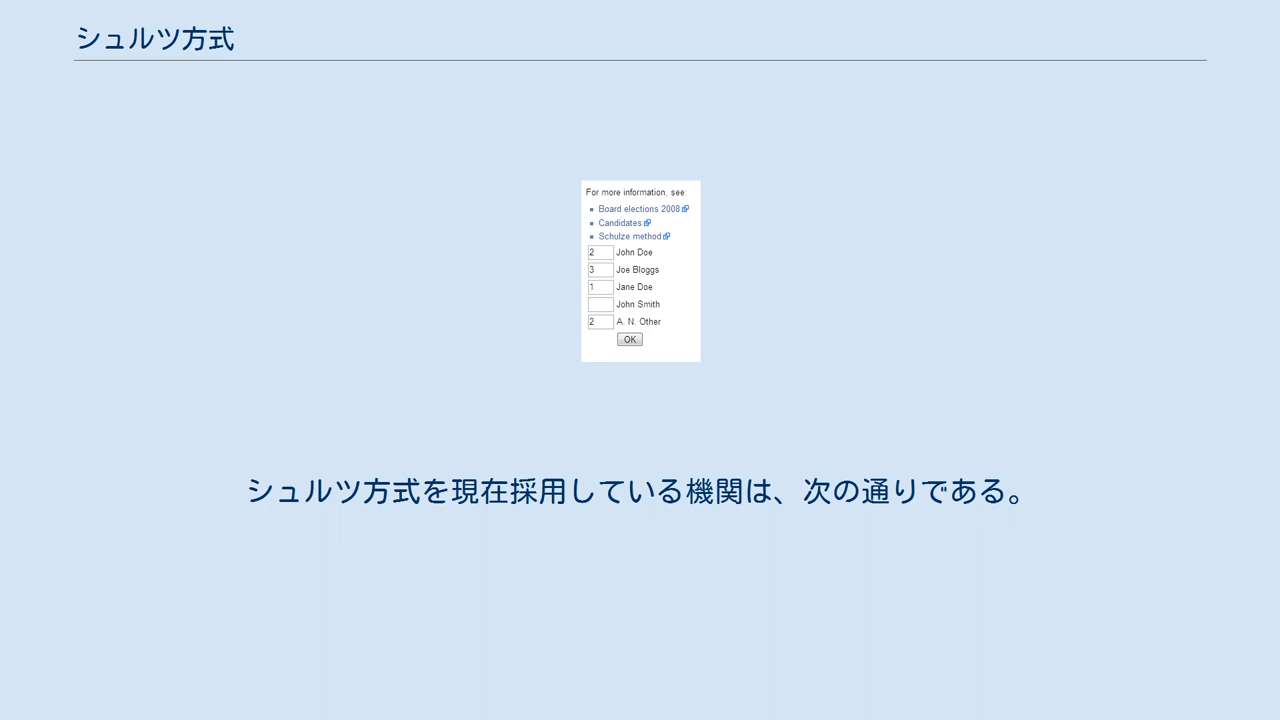 シュルツ方式
For more information, see:
Board elections 2008
Candidates
Schulze method
2 John Doe
3 Joe Bloggs
1 Jane Doe
John Smith
2 A. N. Other
OK
シュルツ方式を現在採用している機関は、次の通りである。